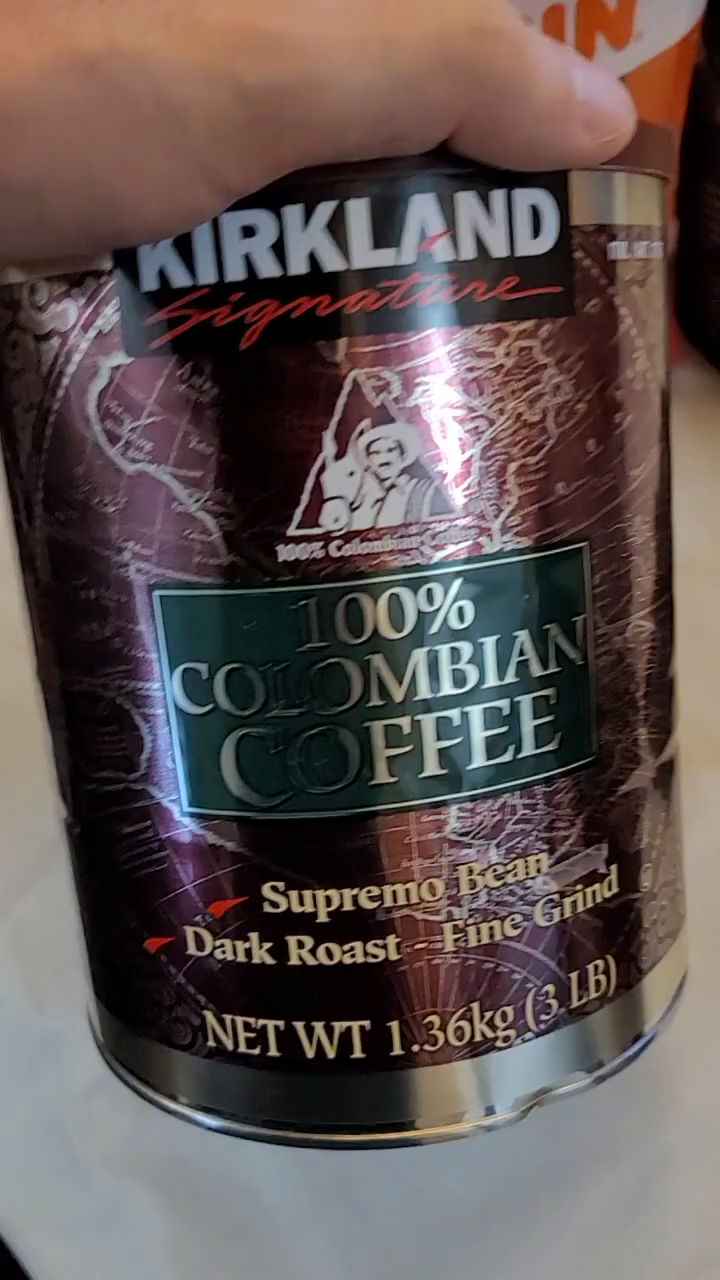 IN
KIRKLAND
Signature
100% Colombian Coffee
100%
COLOMBIAN
COFFEE
Supremo Bean
Dark Roast - Fine Grind
NET WT 1.36kg (3 LB)